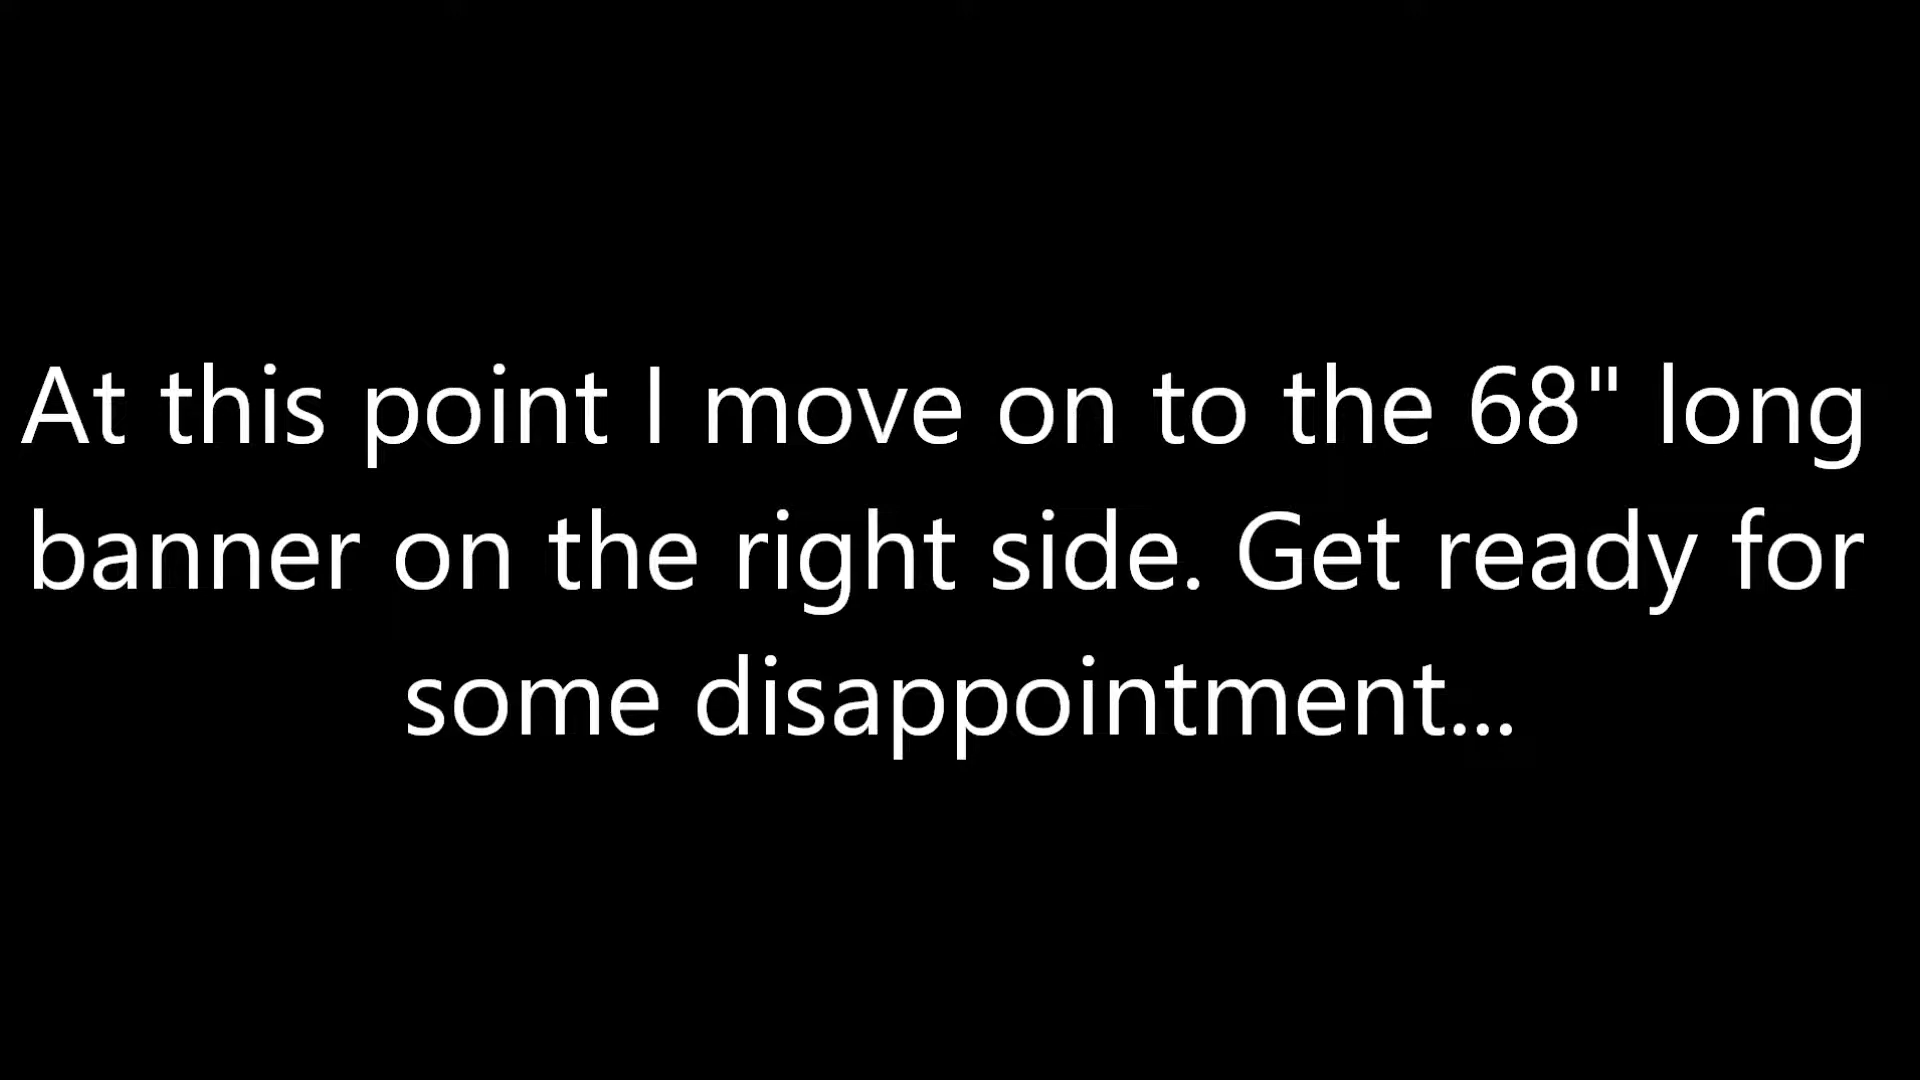 At this point I move on to the 68" long
banner on the right side. Get ready for
some disappointment...